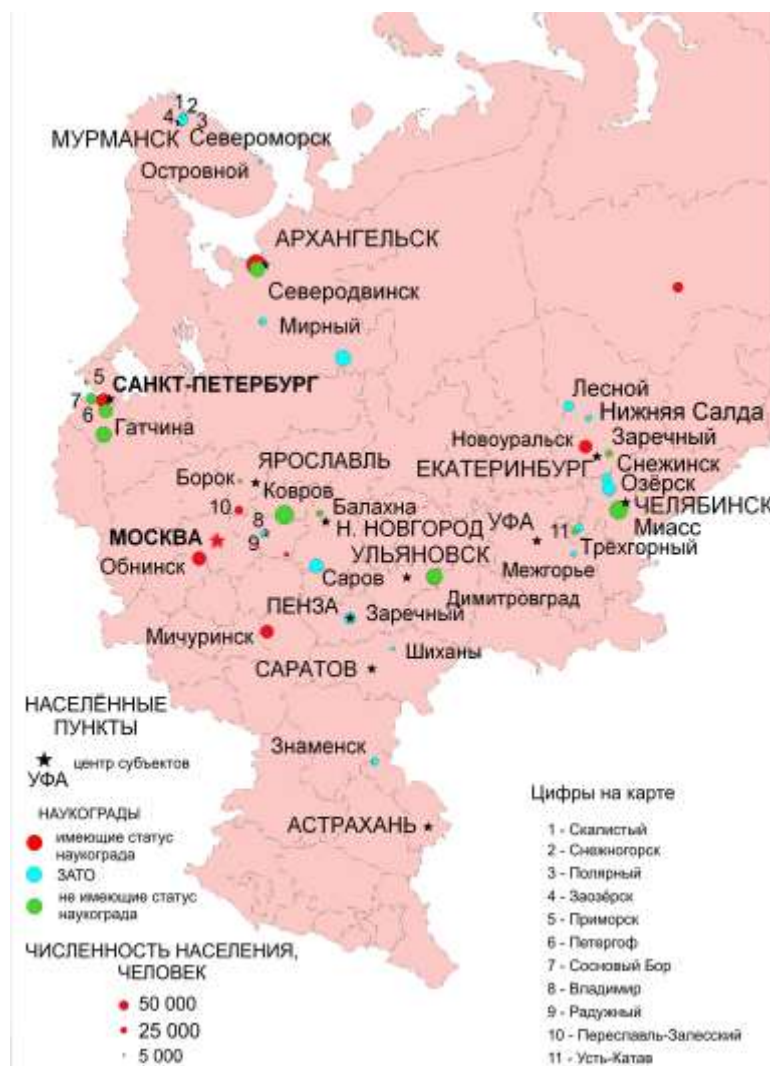 1
2
4
3
МУРМАНСК
Североморск
Островной
АРХАНГЕЛЬСК
Северодвинск
Мирный
5
САНКТ-ПЕТЕРБУРГ
7
6
Гатчина
Лесной
Нижняя Салда
Новоуральск
Заречный
ЕКАТЕРИНБУРГ
Снежинск
Озёрск
ЧЕЛЯБИНСК
Миасс
ЯРОСЛАВЛЬ
Борок
Ковров
10
8
Балахна
Н. НОВГОРОД
УФА
11
МОСКВА
9
УЛЬЯНОВСК
Трёхгорный
Обнинск
Саров
Межгорье
ПЕНЗА
Заречный
Димитровград
Мичуринск
Шиханы
САРАТОВ
Знаменск
АСТРАХАНЬ
НАСЕЛЁННЫЕ
ПУНКТЫ
УФА
центр субъектов
НАУКОГРАДЫ
имеющие статус
наукограда
ЗАТО
не имеющие статус
наукограда
ЧИСЛЕННОСТЬ НАСЕЛЕНИЯ,
ЧЕЛОВЕК
50 000
25 000
5 000
Цифры на карте
1 - Скалистый
2 - Снежногорск
3 - Полярный
4 - Заозёрск
5 - Приморск
6 - Петергоф
7 - Сосновый Бор
8 - Владимир
9 - Радужный
10 - Переславль-Залесский
11 - Усть-Катав